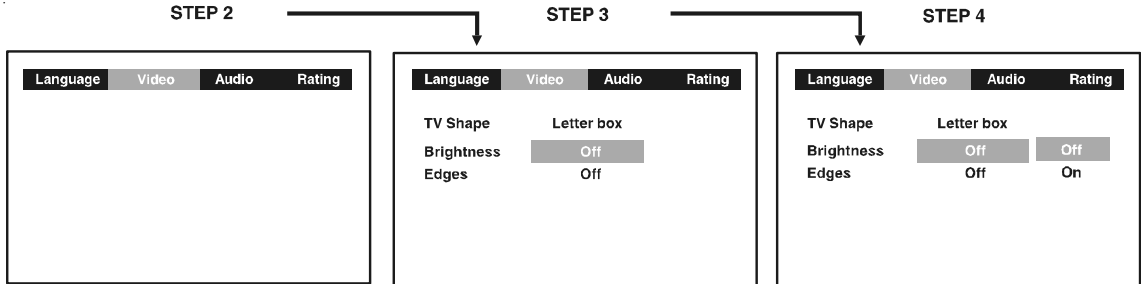 STEP 2
STEP 3
STEP 4
Language Video Audio Rating
Language Video Audio Rating
TV Shape Letter box
Brightness Off
Edges Off
Language Video Audio Rating
TV Shape Letter box
Brightness Off Off
Edges Off On